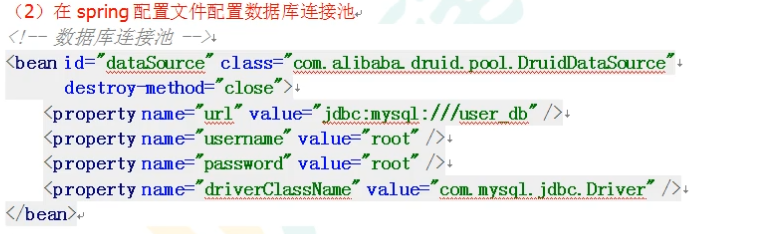 （2）在 spring 配置文件配置数据库连接池
<!-- 数据库连接池 -->
<bean id="dataSource" class="com.alibaba.druid.pool.DruidDataSource"
destroy-method="close">
<property name="url" value="jdbc:mysql:///user_db" />
<property name="username" value="root" />
<property name="password" value="root" />
<property name="driverClassName" value="com.mysql.jdbc.Driver" />
</bean>